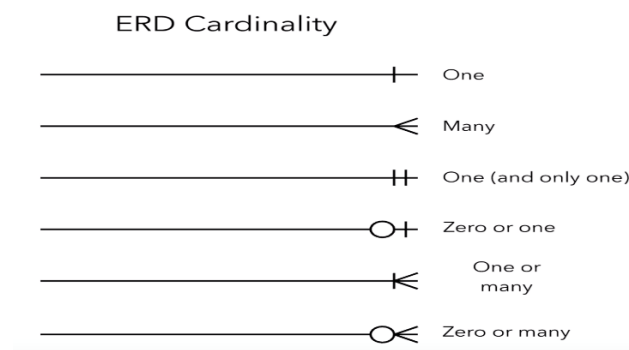 ERD Cardinality
One
Many
One (and only one)
Zero or one
One or
many
Zero or many